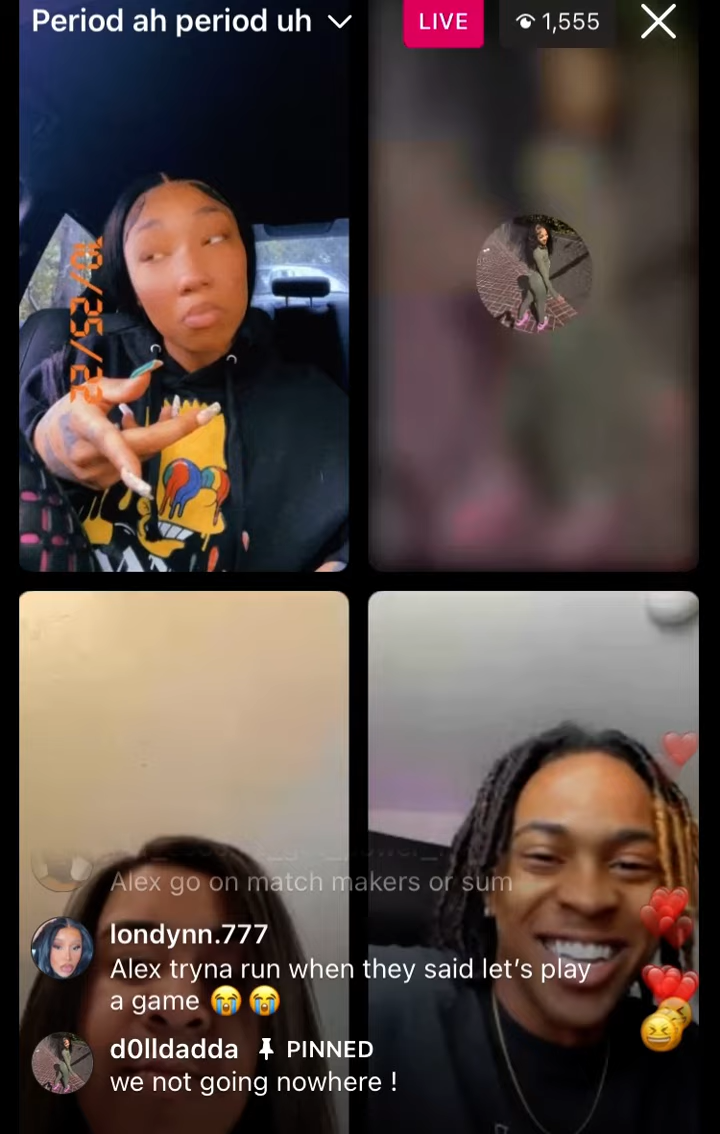 Period ah period uh
LIVE
1,555
10/25/22
Alex go on match makers or sum
londynn.777
Alex tryna run when they said let’s play
a game 😭 😭
d0lldadda PINNED
we not going nowhere !